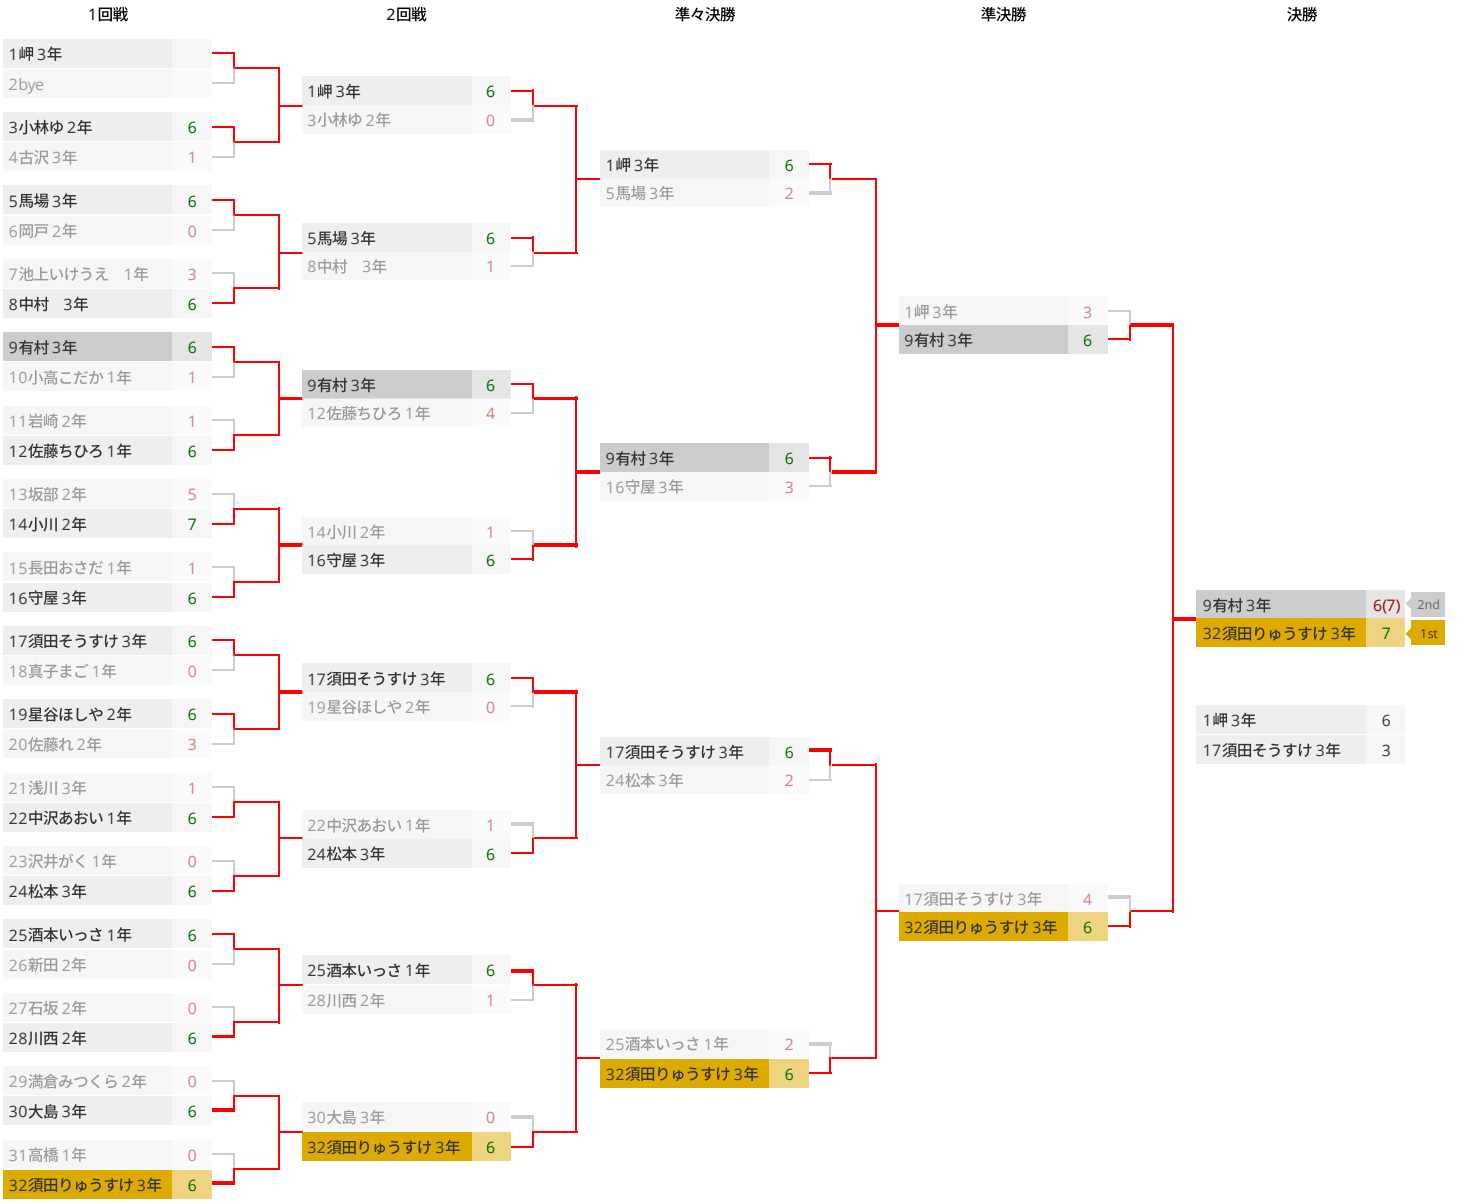 1回戦
2回戦
準々決勝
準決勝
決勝
1岬 3年
2bye
3小林ゆ 2年 6
4古沢 3年 1
5馬場 3年 6
6岡戸 2年 0
7池上いけうえ　1年 3
8中村　3年 6
9有村 3年 6
10小高こだか 1年 1
11岩崎 2年 1
12佐藤ちひろ 1年 6
13坂部 2年 5
14小川 2年 7
15長田おさだ 1年 1
16守屋 3年 6
17須田そうすけ 3年 6
18真子まご 1年 0
19星谷ほしや 2年 6
20佐藤れ 2年 3
21浅川 3年 1
22中沢あおい 1年 6
23沢井がく 1年 0
24松本 3年 6
25酒本いっさ 1年 6
26新田 2年 0
27石坂 2年 0
28川西 2年 6
29満倉みつくら 2年 0
30大島 3年 6
31高橋 1年 0
32須田りゅうすけ 3年 6
1岬 3年 6
3小林ゆ 2年 0
5馬場 3年 6
8中村　3年 1
9有村 3年 6
12佐藤ちひろ 1年 4
14小川 2年 1
16守屋 3年 6
17須田そうすけ 3年 6
19星谷ほしや 2年 0
22中沢あおい 1年 1
24松本 3年 6
25酒本いっさ 1年 6
28川西 2年 1
30大島 3年 0
32須田りゅうすけ 3年 6
1岬 3年 6
5馬場 3年 2
9有村 3年 6
16守屋 3年 3
17須田そうすけ 3年 6
24松本 3年 2
25酒本いっさ 1年 2
32須田りゅうすけ 3年 6
1岬 3年 3
9有村 3年 6
17須田そうすけ 3年 4
32須田りゅうすけ 3年 6
9有村 3年 6(7) 2nd
32須田りゅうすけ 3年 7 1st
1岬 3年 6
17須田そうすけ 3年 3